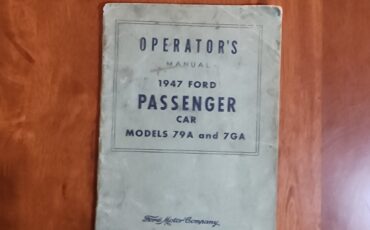 OPERATOR'S
MANUAL
1947 FORD
PASSENGER
CAR
MODELS 79A and 7GA
Ford Motor Company